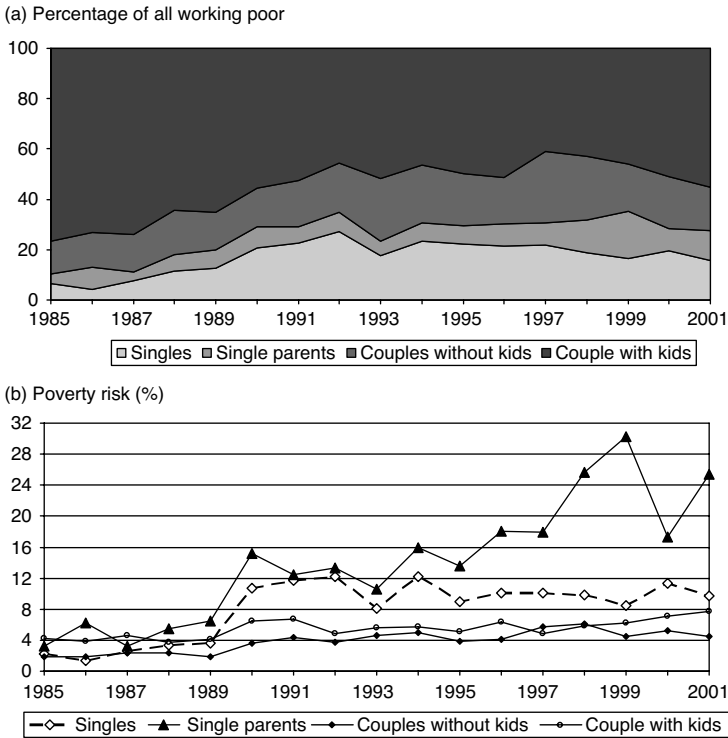 (a) Percentage of all working poor
100
80
60
40
20
0
1985 1987 1989 1991 1993 1995 1997 1999 2001
Singles Single parents Couples without kids Couple with kids
(b) Poverty risk (%)
32
28
24
20
16
12
8
4
0
1985 1987 1989 1991 1993 1995 1997 1999 2001
Singles Single parents Couples without kids Couple with kids